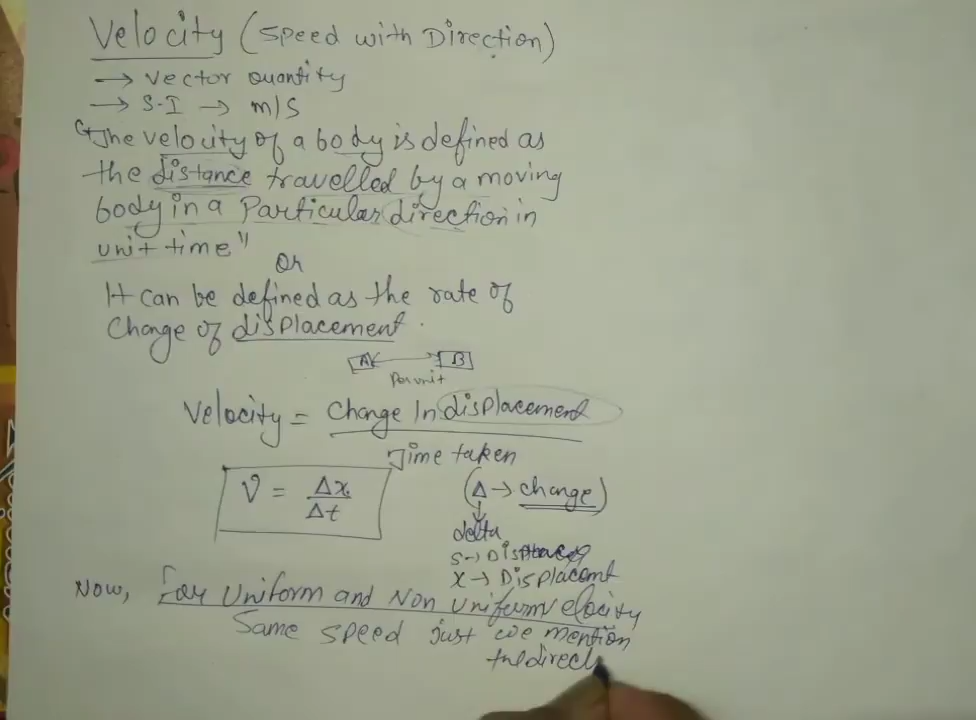 Velocity (Speed with Direction)
→ Vector quantity
→ S.I → m/s
"The velocity of a body is defined as
the distance travelled by a moving
body in a Particular direction in
unit time"
or
It can be defined as the rate of
Change of displacement.
A B
Per unit
Velocity = Change In displacement
Time taken
V = Δx
Δt
(Δ → change)
delta
S →
x → Displacemt
Now, For Uniform and Non Uniform Velocity
Same speed just we mention
the direct